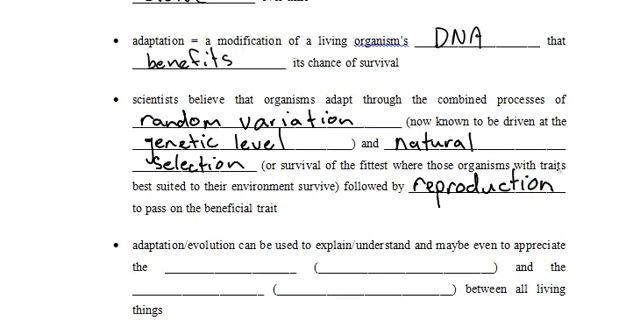 • adaptation = a modification of a living organism's DNA that
benefits its chance of survival
• scientists believe that organisms adapt through the combined processes of
random variation (now known to be driven at the
genetic level ) and natural
selection (or survival of the fittest where those organisms with traits
best suited to their environment survive) followed by reproduction
to pass on the beneficial trait
• adaptation/evolution can be used to explain/understand and maybe even to appreciate
the ____________________ (____________________) and the
____________________ (____________________) between all living
things